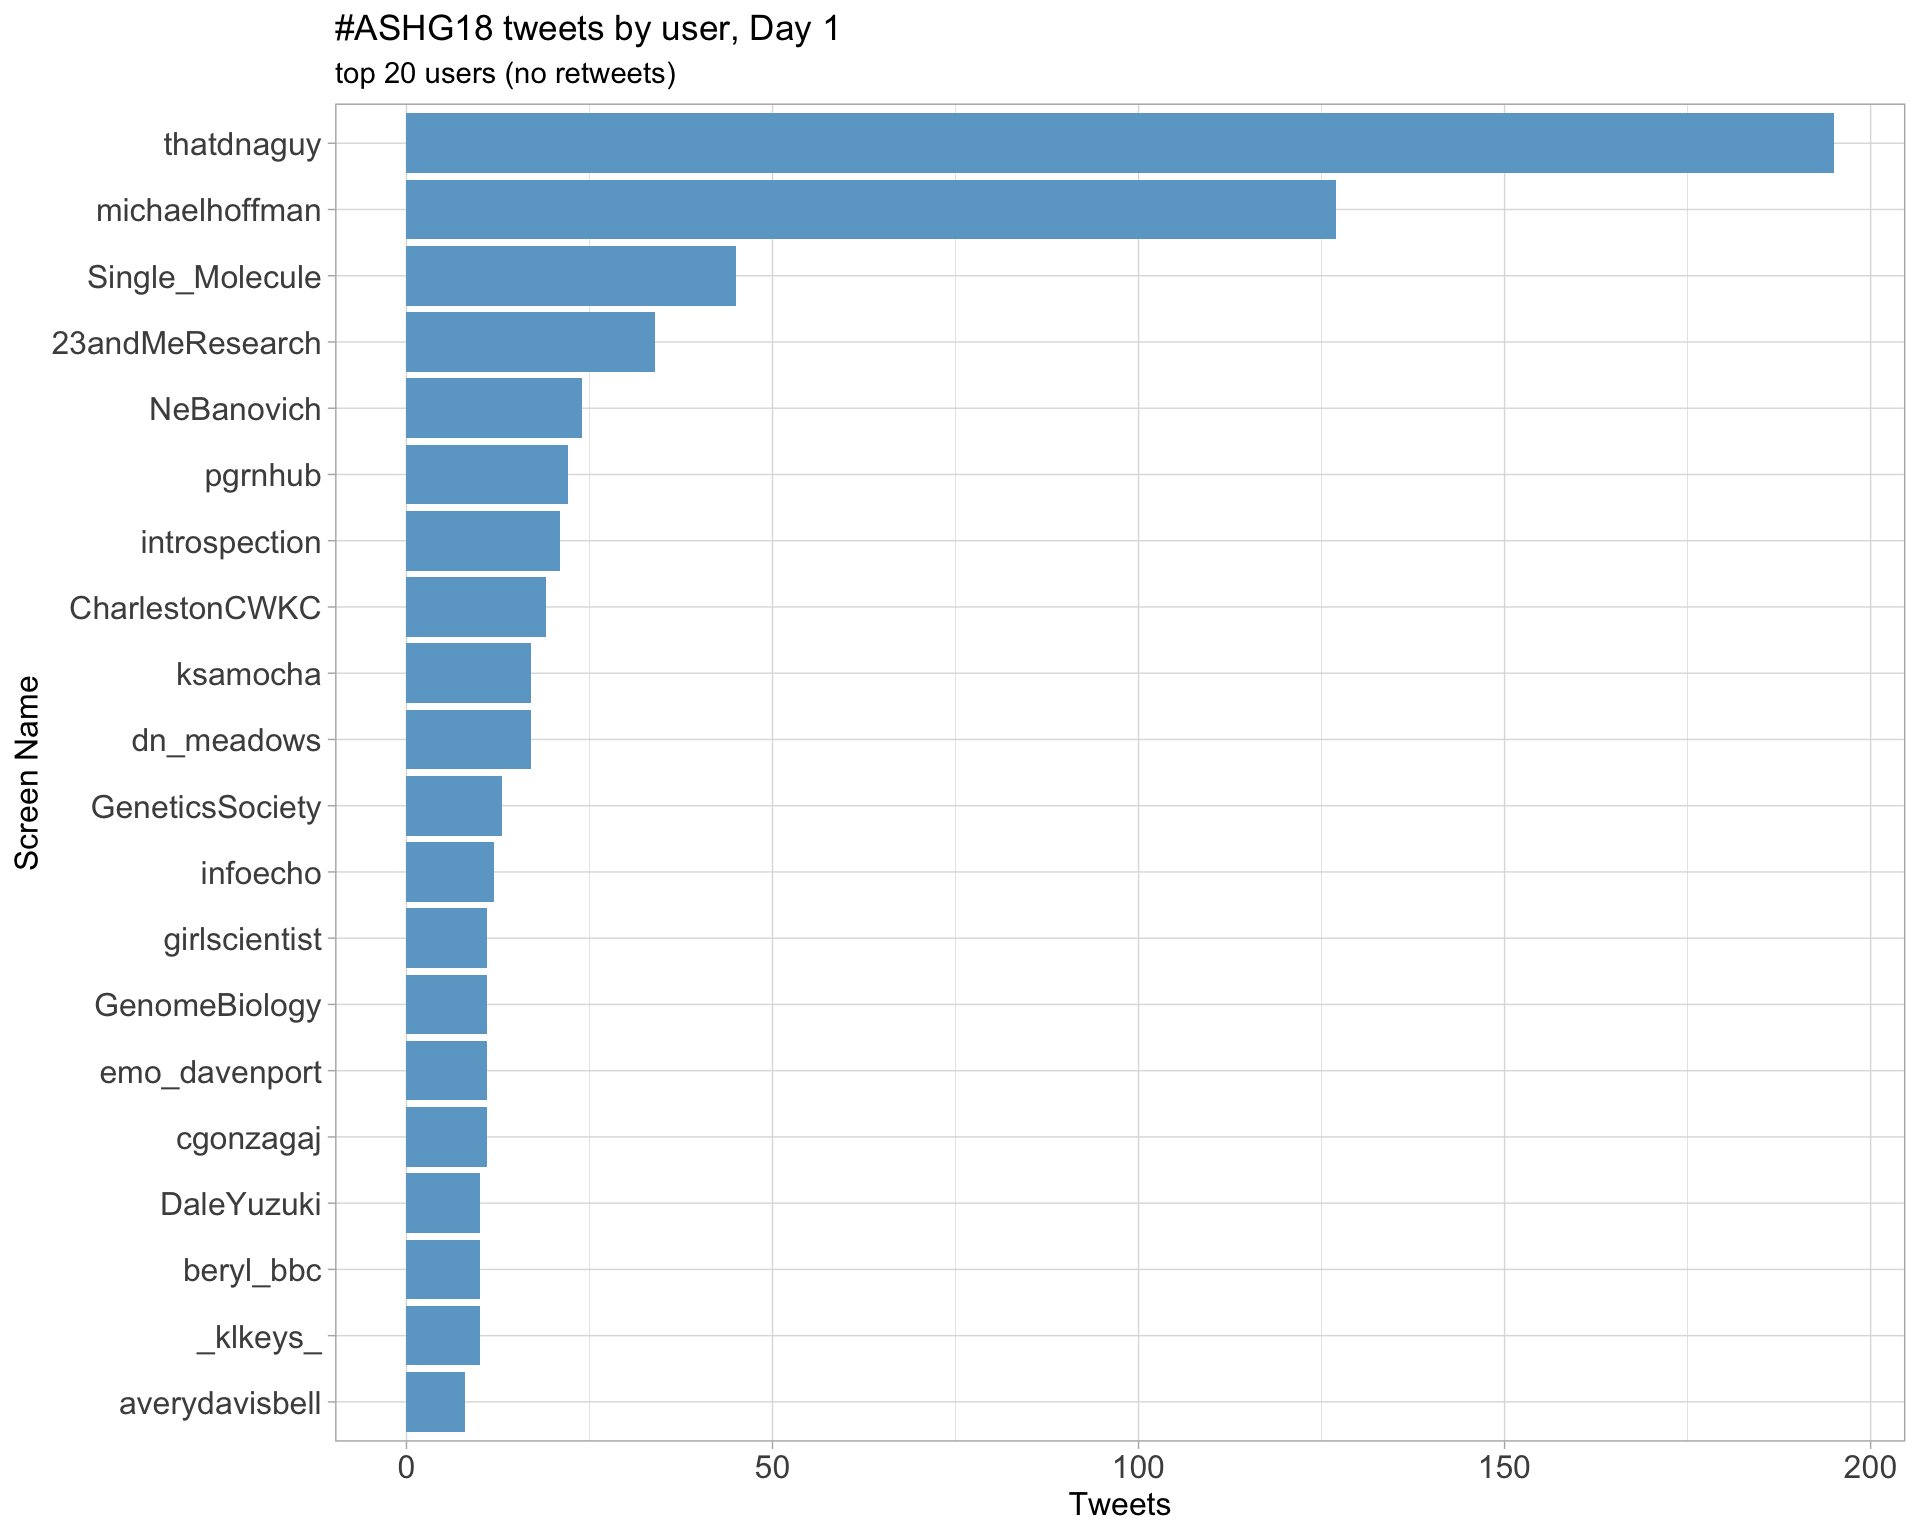 #ASHG18 tweets by user, Day 1
top 20 users (no retweets)
thatdnaguy
michaelhoffman
Single_Molecule
23andMeResearch
NeBanovich
pgrnhub
introspection
CharlestonCWKC
ksamocha
dn_meadows
GeneticsSociety
infoecho
girlscientist
GenomeBiology
emo_davenport
cgonzagaj
DaleYuzuki
beryl_bbc
_klkeys_
averydavisbell
Screen Name
0 50 100 150 200
Tweets